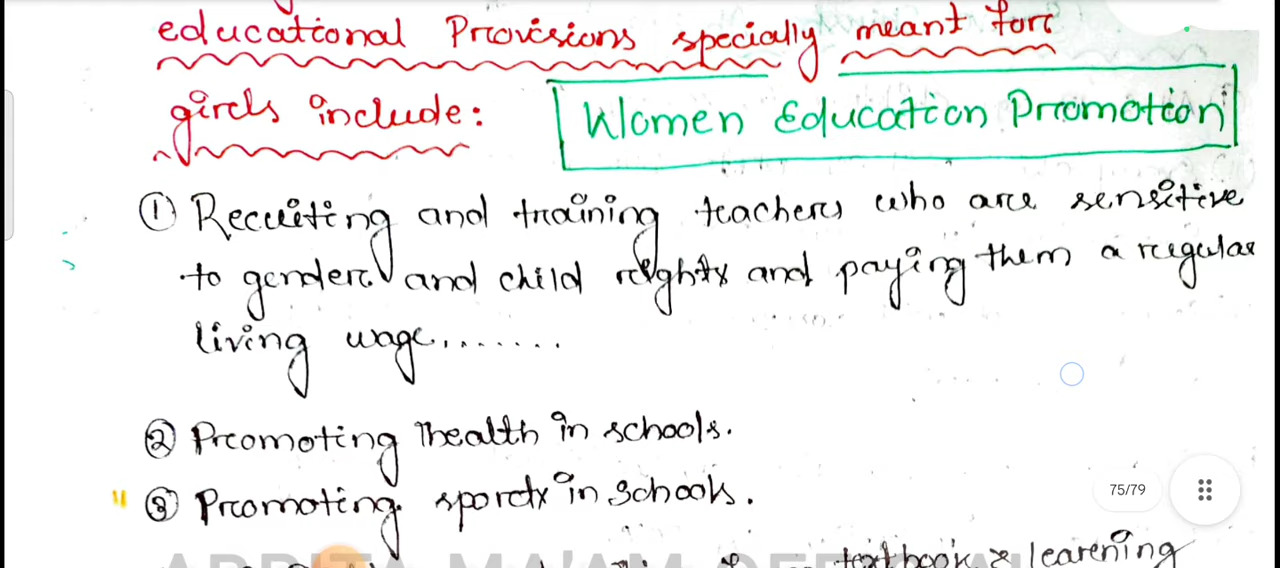 educational Provisions specially meant for
girls include:
Women Education Promotion
① Recruiting and training teachers who are sensitive
to gender and child rights and paying them a regular
living wage.......
② Promoting health in schools.
③ Promoting sports in schools.
75/79
textbook & learning